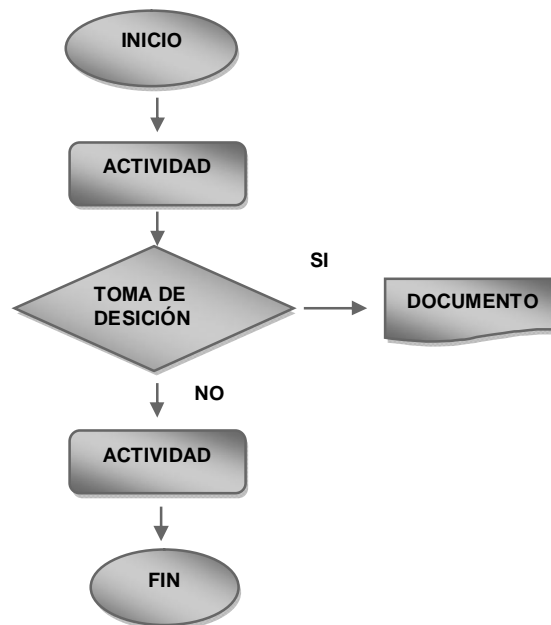 INICIO
ACTIVIDAD
SI
TOMA DE
DESICIÓN
DOCUMENTO
NO
ACTIVIDAD
FIN